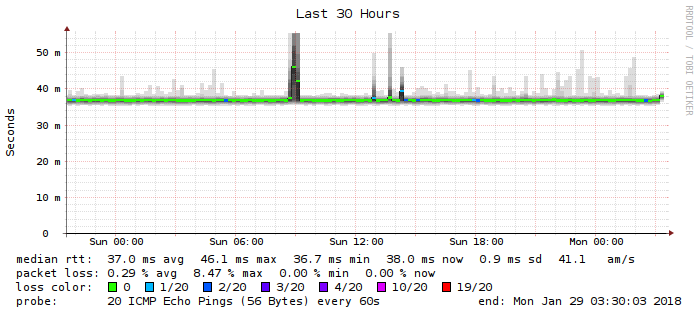 Last 30 Hours
RRDTOOL / TOBI OETIKER
Seconds
50 m
40 m
30 m
20 m
10 m
0
Sun 00:00 Sun 06:00 Sun 12:00 Sun 18:00 Mon 00:00
median rtt: 37.0 ms avg 46.1 ms max 36.7 ms min 38.0 ms now 0.9 ms sd 41.1 am/s
packet loss: 0.29 % avg 8.47 % max 0.00 % min 0.00 % now
loss color: 0 1/20 2/20 3/20 4/20 10/20 19/20
probe: 20 ICMP Echo Pings (56 Bytes) every 60s end: Mon Jan 29 03:30:03 2018